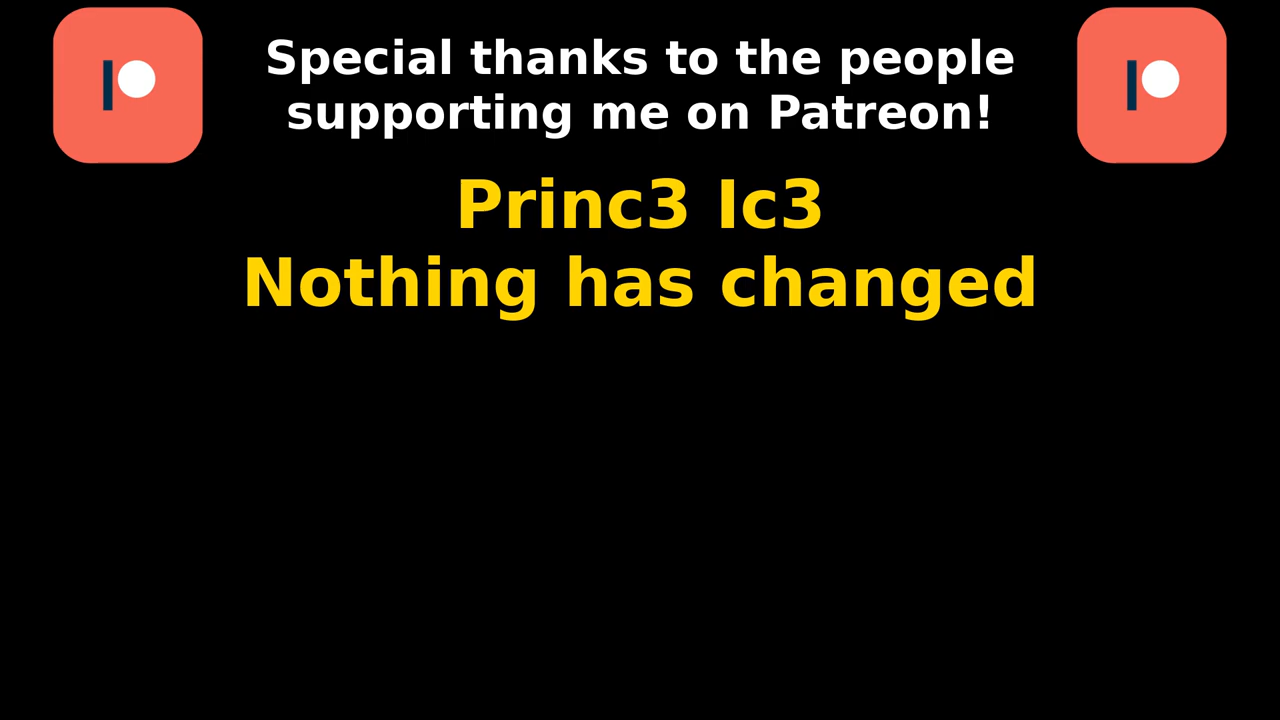 Special thanks to the people
supporting me on Patreon!
Princ3 Ic3
Nothing has changed